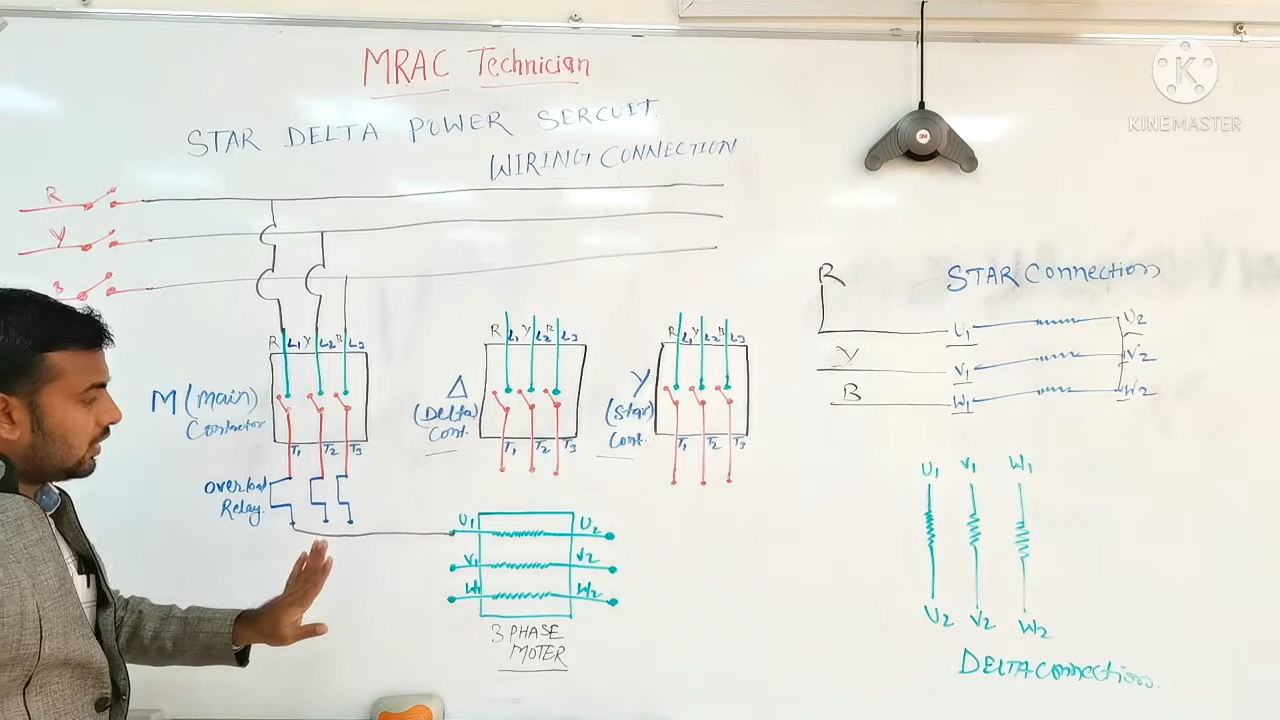 MRAC Technician
STAR DELTA POWER SERCUIT.
WIRING CONNECTION
K
KINEMASTER
3M
R
Y
B
R L1 Y L2 B L3
M (main)
Contactor
T1 T2 T3
overload
Relay.
R L1 Y L2 B L3
Δ
(Delta)
Cont.
T1 T2 T3
R L1 Y L2 B L3
Y
(Star)
Cont.
T1 T2 T3
U1 U2
V1 V2
W1 W2
3 PHASE
MOTER
STAR Connection
R U1 U2
Y V1 V2
B W1 W2
U1 V1 W1
U2 V2 W2
DELTA Connection.